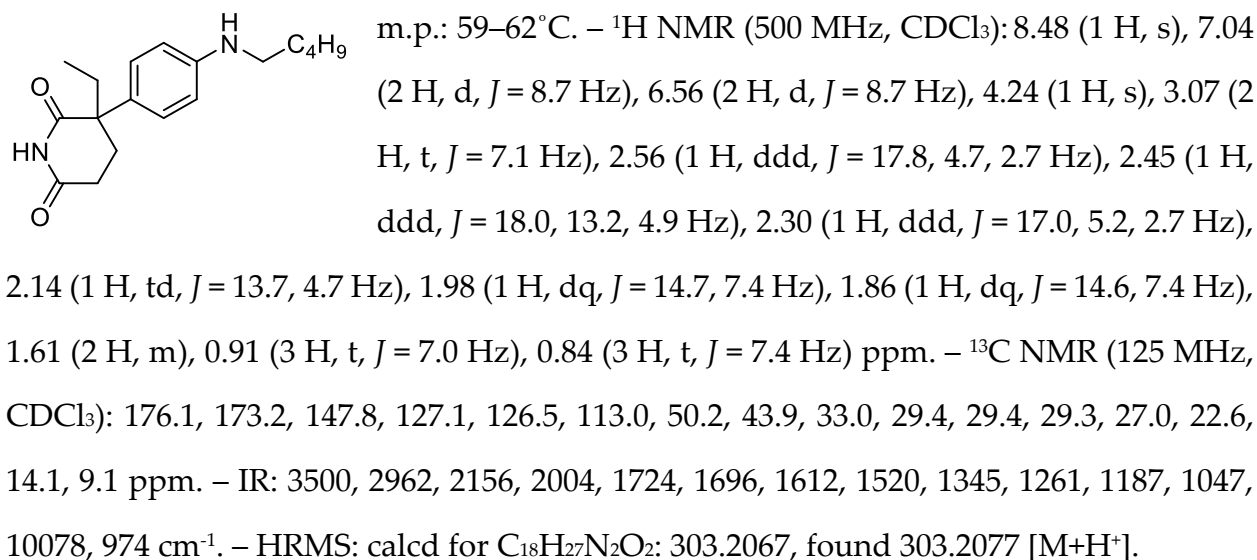 H
N
C₄H₉
O
HN
O
m.p.: 59–62°C. – ¹H NMR (500 MHz, CDCl₃): 8.48 (1 H, s), 7.04
(2 H, d, J = 8.7 Hz), 6.56 (2 H, d, J = 8.7 Hz), 4.24 (1 H, s), 3.07 (2
H, t, J = 7.1 Hz), 2.56 (1 H, ddd, J = 17.8, 4.7, 2.7 Hz), 2.45 (1 H,
ddd, J = 18.0, 13.2, 4.9 Hz), 2.30 (1 H, ddd, J = 17.0, 5.2, 2.7 Hz),
2.14 (1 H, td, J = 13.7, 4.7 Hz), 1.98 (1 H, dq, J = 14.7, 7.4 Hz), 1.86 (1 H, dq, J = 14.6, 7.4 Hz),
1.61 (2 H, m), 0.91 (3 H, t, J = 7.0 Hz), 0.84 (3 H, t, J = 7.4 Hz) ppm. – ¹³C NMR (125 MHz,
CDCl₃): 176.1, 173.2, 147.8, 127.1, 126.5, 113.0, 50.2, 43.9, 33.0, 29.4, 29.4, 29.3, 27.0, 22.6,
14.1, 9.1 ppm. – IR: 3500, 2962, 2156, 2004, 1724, 1696, 1612, 1520, 1345, 1261, 1187, 1047,
10078, 974 cm⁻¹. – HRMS: calcd for C₁₈H₂₇N₂O₂: 303.2067, found 303.2077 [M+H⁺].